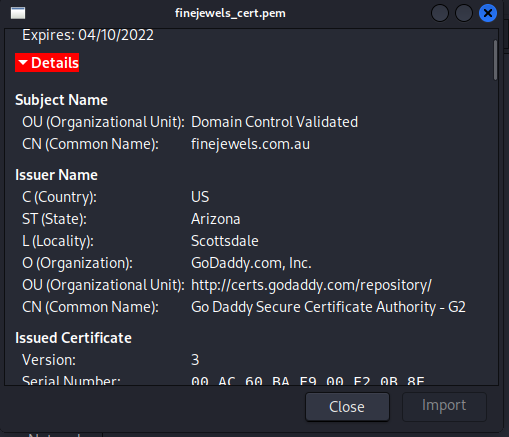 finejewels_cert.pem
Expires: 04/10/2022
Details
Subject Name
OU (Organizational Unit): Domain Control Validated
CN (Common Name): finejewels.com.au
Issuer Name
C (Country): US
ST (State): Arizona
L (Locality): Scottsdale
O (Organization): GoDaddy.com, Inc.
OU (Organizational Unit): http://certs.godaddy.com/repository/
CN (Common Name): Go Daddy Secure Certificate Authority - G2
Issued Certificate
Version: 3
Serial Number: 00 AC 60 BA F9 00 E2 0B 8F
Close Import